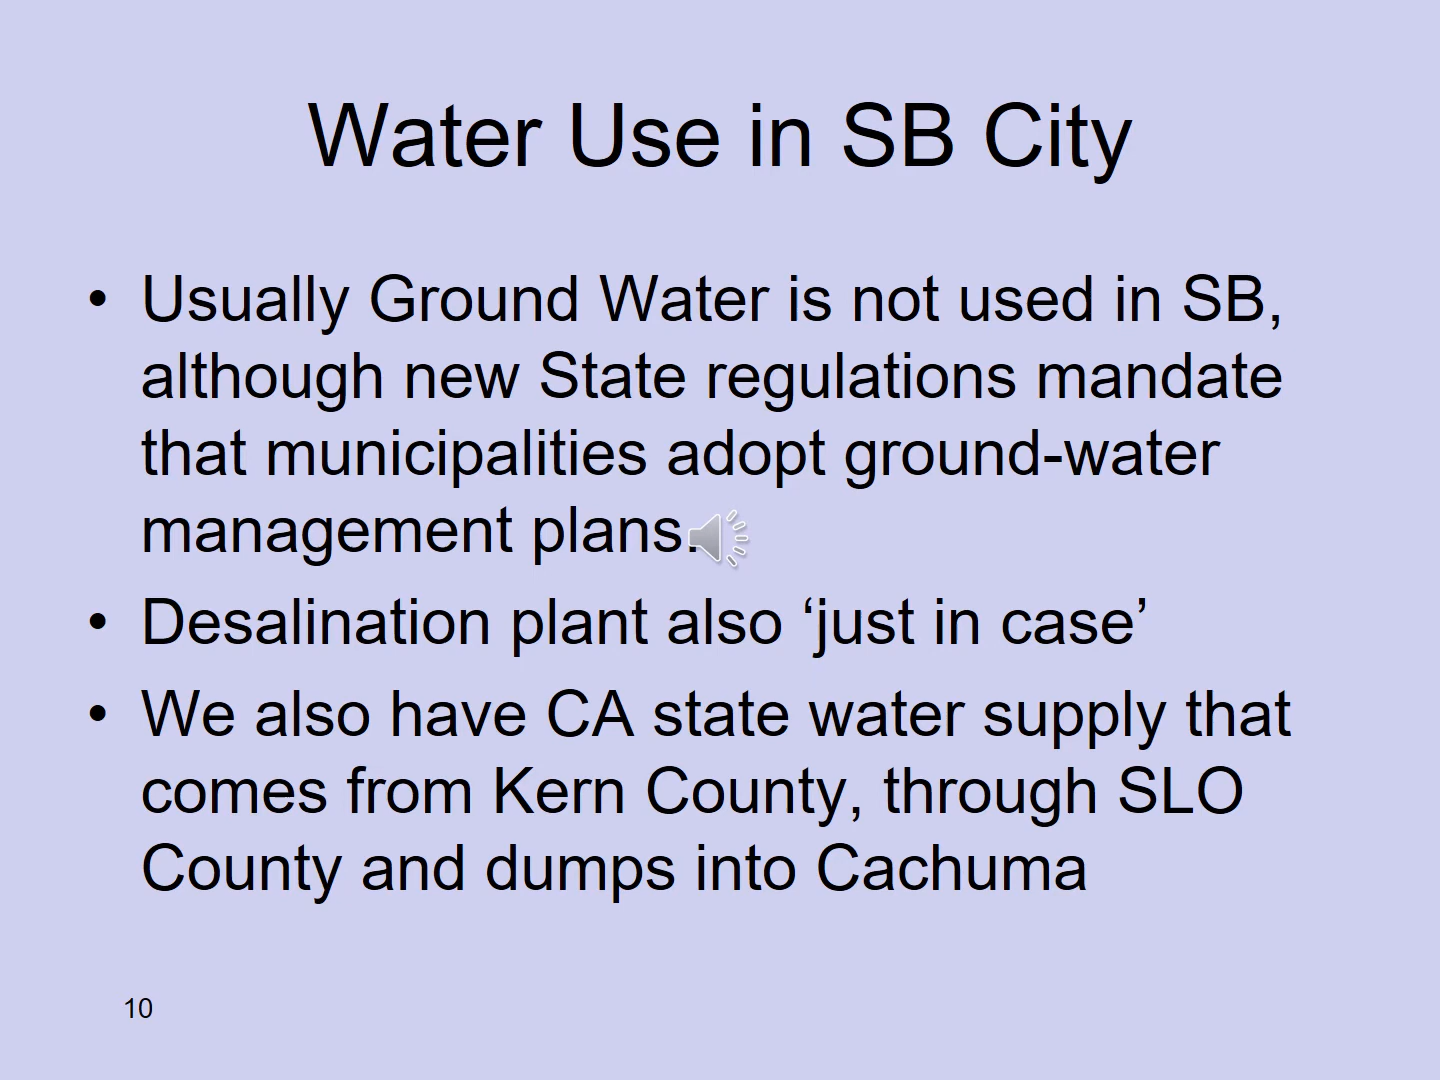 Water Use in SB City
• Usually Ground Water is not used in SB,
although new State regulations mandate
that municipalities adopt ground-water
management plans.
• Desalination plant also ‘just in case’
• We also have CA state water supply that
comes from Kern County, through SLO
County and dumps into Cachuma
10